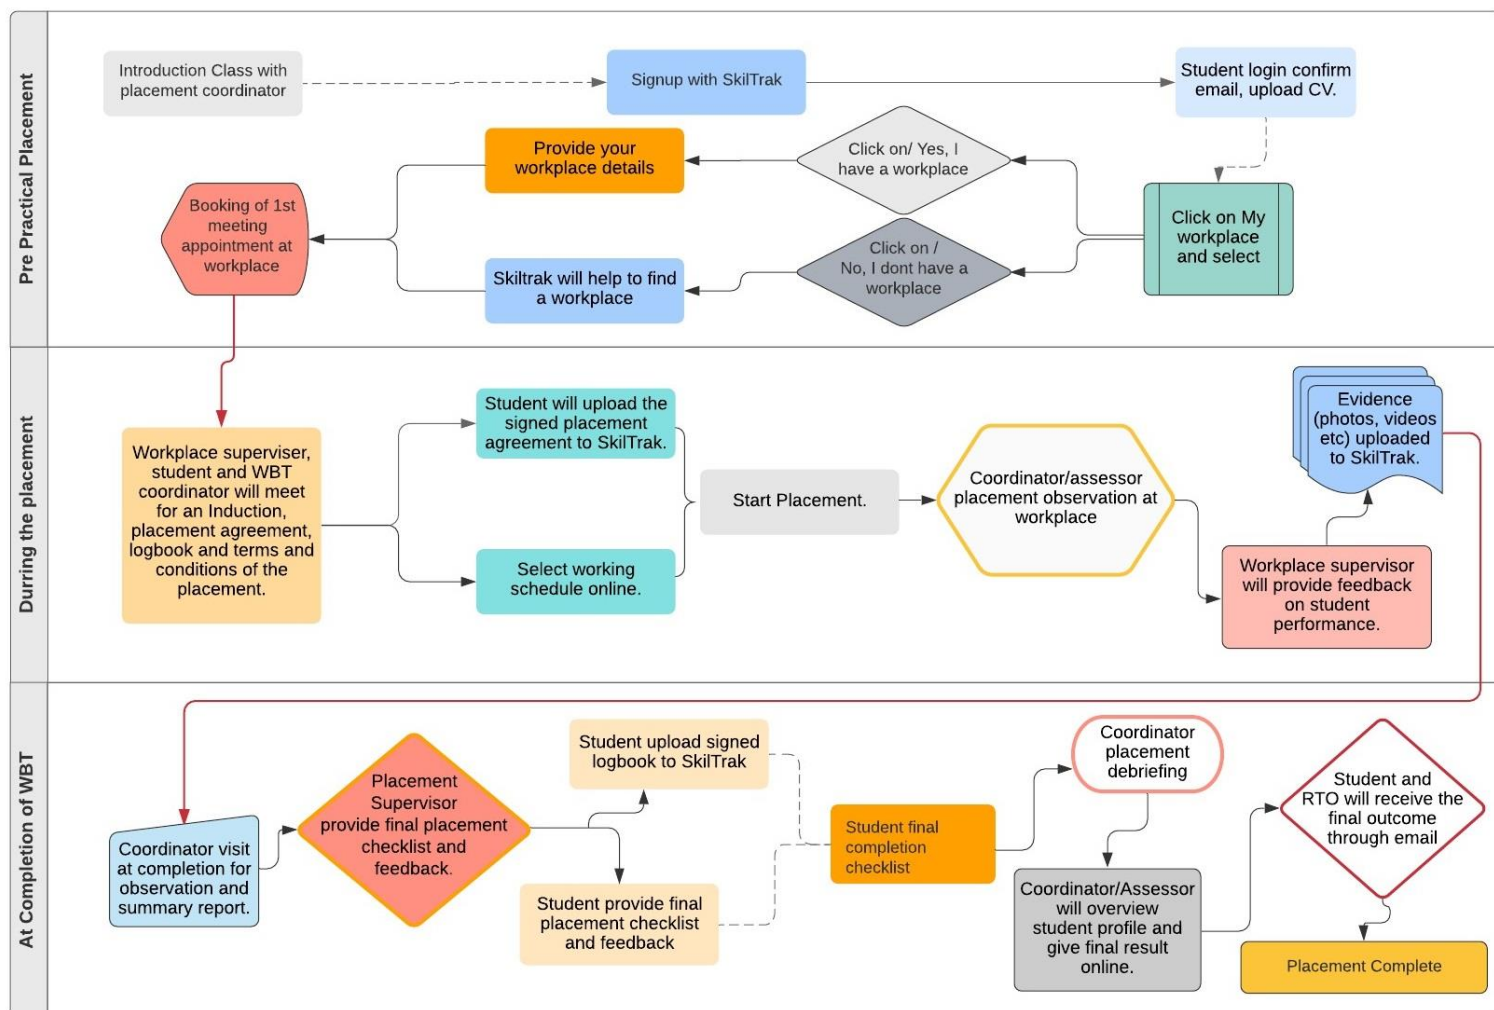 Pre Practical Placement
Introduction Class with
placement coordinator
Signup with SkilTrak
Student login confirm
email, upload CV.
Click on My
workplace
and select
Click on/ Yes, I
have a workplace
Provide your
workplace details
Click on /
No, I dont have a
workplace
Skiltrak will help to find
a workplace
Booking of 1st
meeting
appointment at
workplace
Durring the placement
Workplace superviser,
student and WBT
coordinator will meet
for an Induction,
placement agreement,
logbook and terms and
conditions of the
placement.
Student will upload the
signed placement
agreement to SkilTrak.
Select working
schedule online.
Start Placement.
Coordinator/assessor
placement observation at
workplace
Workplace supervisor
will provide feedback
on student
performance.
Evidence
(photos, videos
etc) uploaded
to SkilTrak.
At Completion of WBT
Coordinator visit
at completion for
observation and
summary report.
Placement
Supervisor
provide final placement
checklist and
feedback.
Student upload signed
logbook to SkilTrak
Student provide final
placement checklist
and feedback
Student final
completion
checklist
Coordinator
placement
debriefing
Coordinator/Assessor
will overview
student profile and
give final result
online.
Student and
RTO will receive the
final outcome
through email
Placement Complete